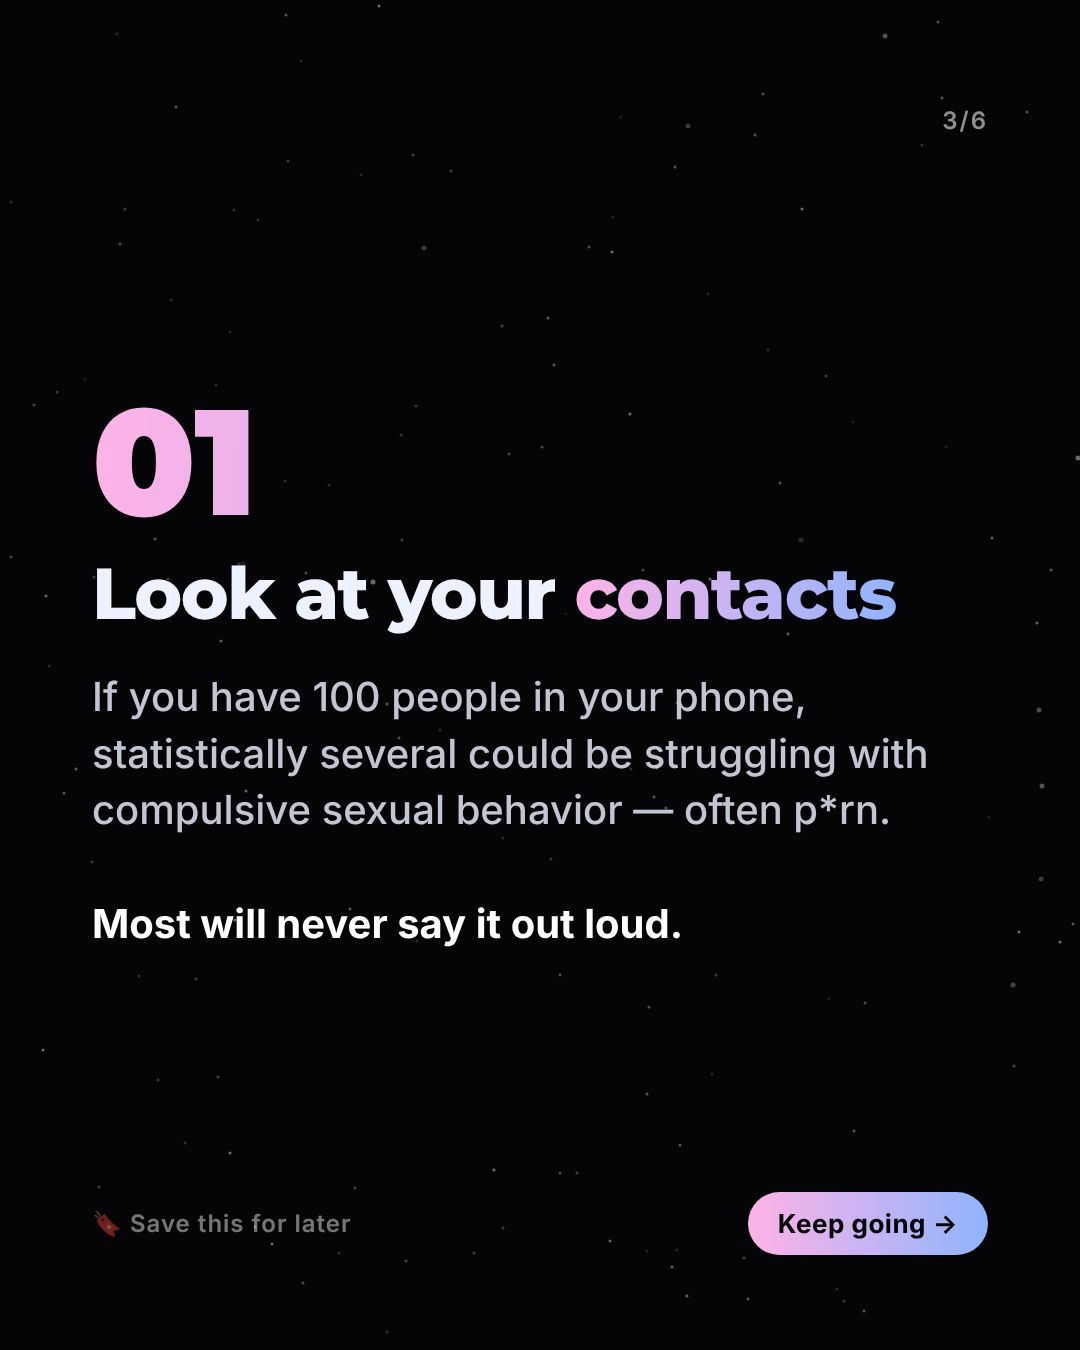 3/6
01
Look at your contacts
If you have 100 people in your phone,
statistically several could be struggling with
compulsive sexual behavior — often p*rn.
Most will never say it out loud.
🔖 Save this for later
Keep going →